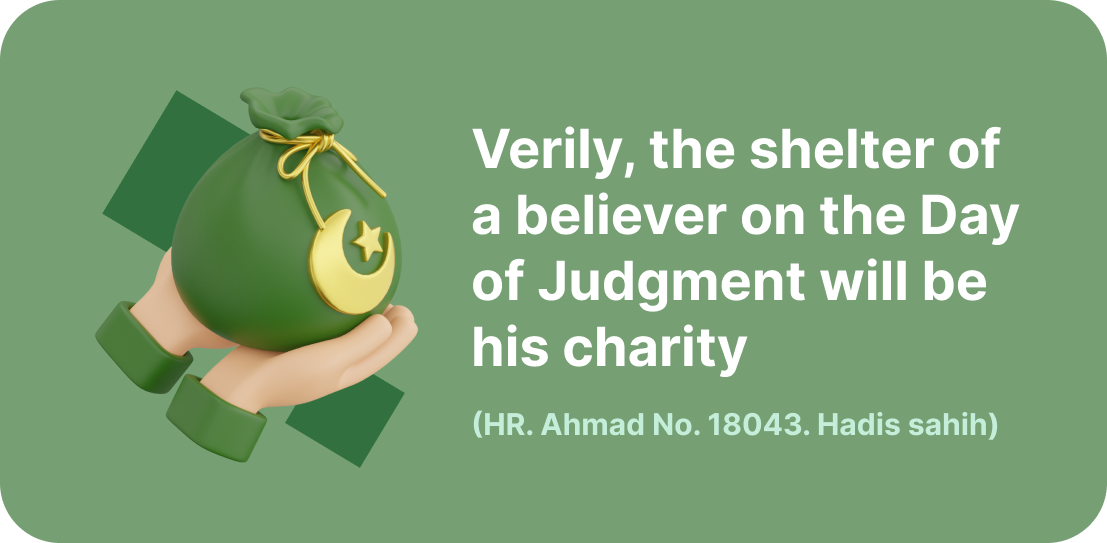 Verily, the shelter of
a believer on the Day
of Judgment will be
his charity
(HR. Ahmad No. 18043. Hadis sahih)